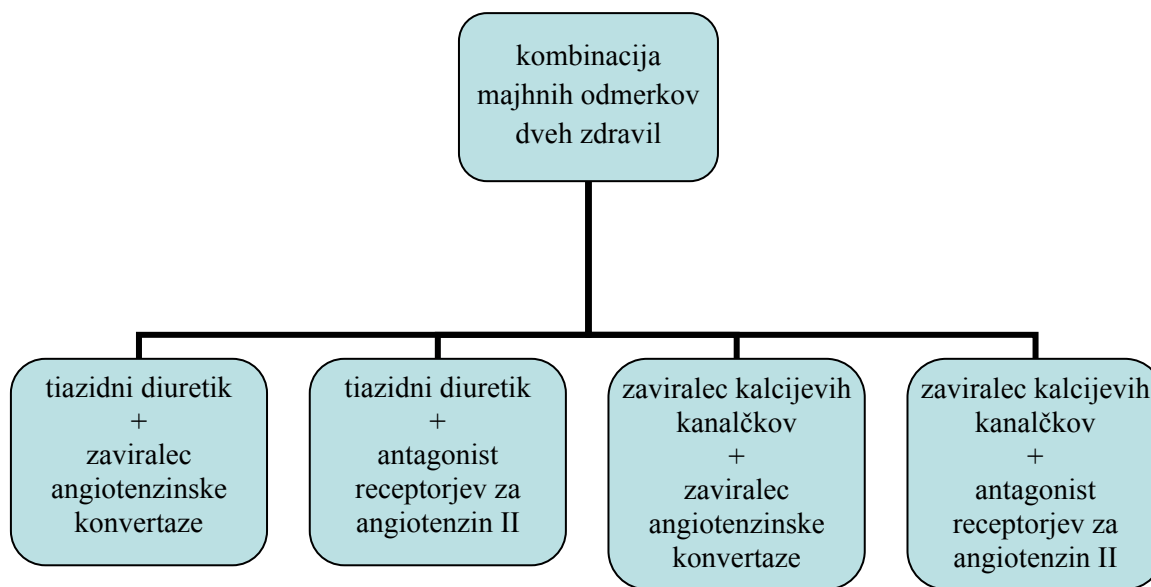 kombinacija
majhnih odmerkov
dveh zdravil
tiazidni diuretik
+
zaviralec
angiotenzinske
konvertaze
tiazidni diuretik
+
antagonist
receptorjev za
angiotenzin II
zaviralec kalcijevih
kanalčkov
+
zaviralec
angiotenzinske
konvertaze
zaviralec kalcijevih
kanalčkov
+
antagonist
receptorjev za
angiotenzin II